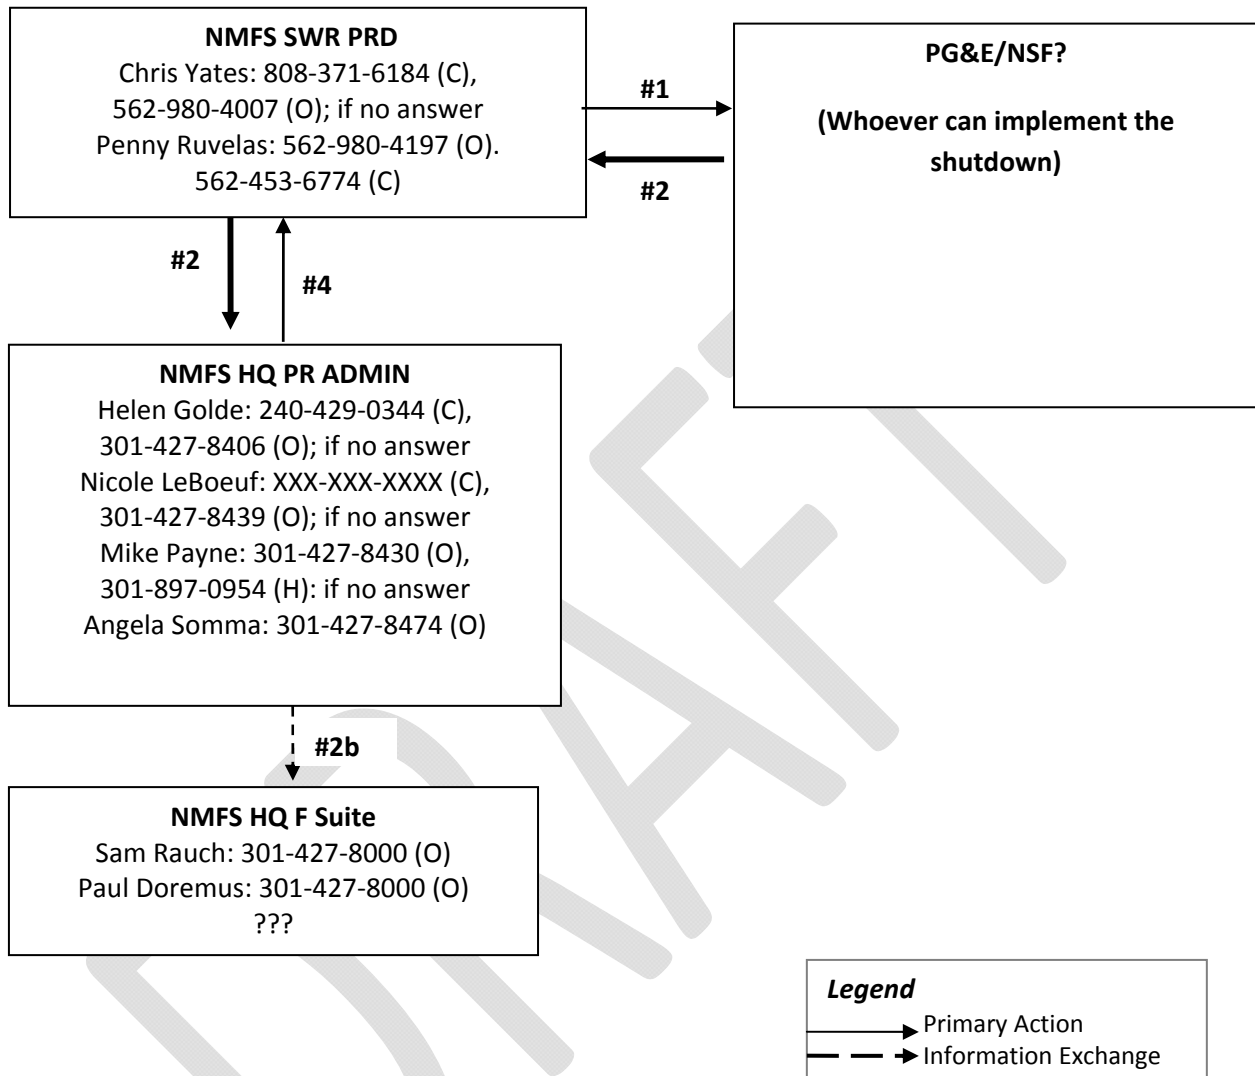 NMFS SWR PRD
Chris Yates: 808-371-6184 (C),
562-980-4007 (O); if no answer
Penny Ruvelas: 562-980-4197 (O).
562-453-6774 (C)
#1
#2
PG&E/NSF?
(Whoever can implement the
shutdown)
#2
#4
NMFS HQ PR ADMIN
Helen Golde: 240-429-0344 (C),
301-427-8406 (O); if no answer
Nicole LeBoeuf: XXX-XXX-XXXX (C),
301-427-8439 (O); if no answer
Mike Payne: 301-427-8430 (O),
301-897-0954 (H): if no answer
Angela Somma: 301-427-8474 (O)
#2b
NMFS HQ F Suite
Sam Rauch: 301-427-8000 (O)
Paul Doremus: 301-427-8000 (O)
???
Legend
Primary Action
Information Exchange
DRAFT